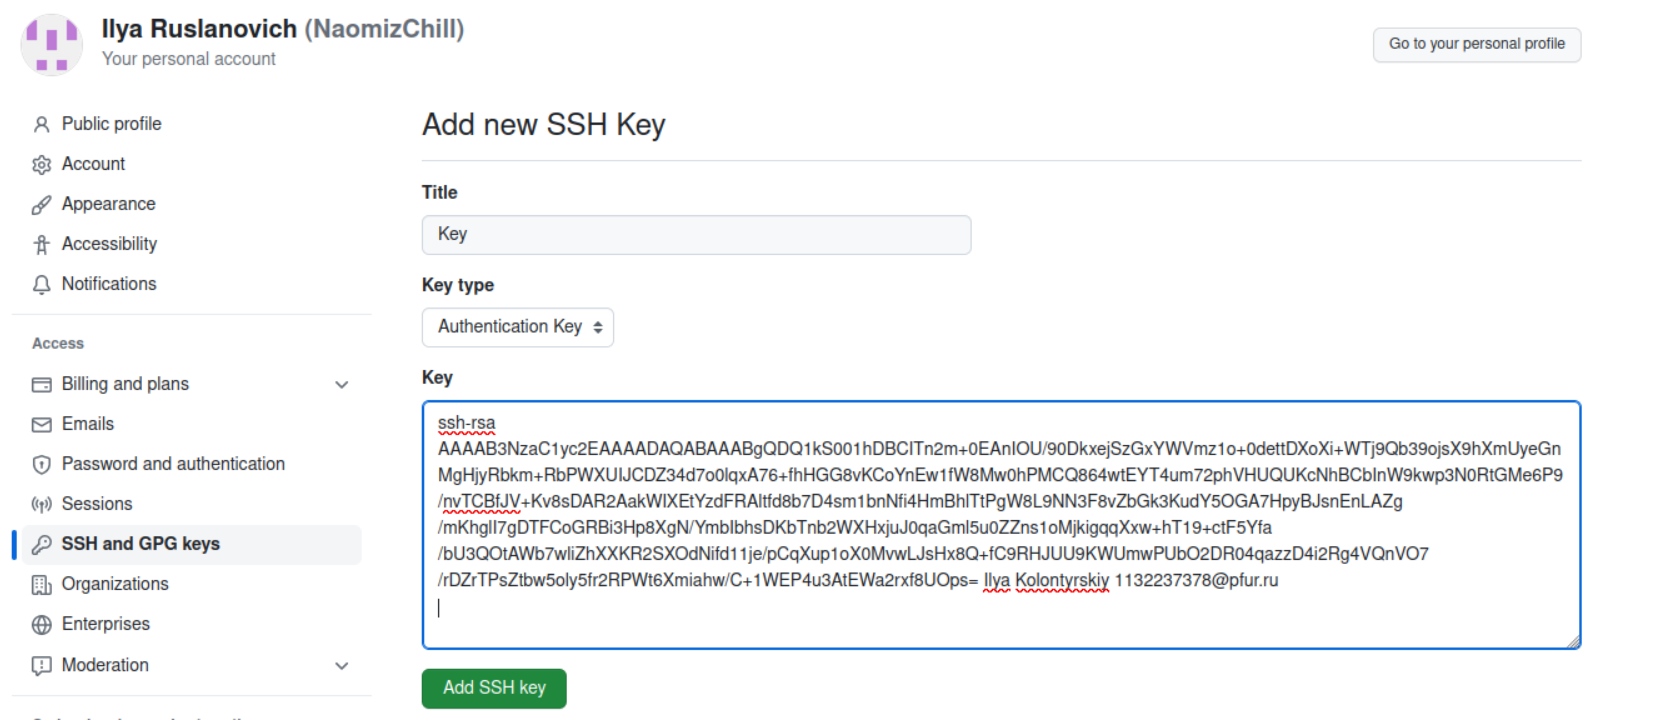 Ilya Ruslanovich (NaomizChill)
Your personal account
Go to your personal profile
Public profile
Account
Appearance
Accessibility
Notifications
Access
Billing and plans
Emails
Password and authentication
Sessions
SSH and GPG keys
Organizations
Enterprises
Moderation
Add new SSH Key
Title
Key
Key type
Authentication Key
Key
ssh-rsa
AAAAB3NzaC1yc2EAAAADAQABAAABgQDQ1kS001hDBCITn2m+0EAnIOU/90DkxejSzGxYWVmz1o+0dettDXoXi+WTj9Qb39ojsX9hXmUyeGn
MgHjyRbkm+RbPWXUIJCDZ34d7o0lqxA76+fhHGG8vKCoYnEw1fW8Mw0hPMCQ864wtEYT4um72phVHUQUKcNhBCbInW9kwp3N0RtGMe6P9
/nvTCBfJV+Kv8sDAR2AakWIXEtYzdFRAltfd8b7D4sm1bnNfi4HmBhITtPgW8L9NN3F8vZbGk3KudY5OGA7HpyBJsnEnLAZg
/mKhglI7gDTFCoGRBi3Hp8XgN/YmbIbhsDKbTnb2WXHxjuJ0qaGmI5u0ZZns1oMjkigqqXxw+hT19+ctF5Yfa
/bU3QOtAWb7wliZhXXKR2SXOdNifd11je/pCqXup1oX0MvwLJsHx8Q+fC9RHJUU9KWUmwPUbO2DR04qazzD4i2Rg4VQnVO7
/rDZrTPsZtbw5oly5fr2RPWt6Xmiahw/C+1WEP4u3AtEWa2rxf8UOps= Ilya Kolontyrskiy 1132237378@pfur.ru
Add SSH key